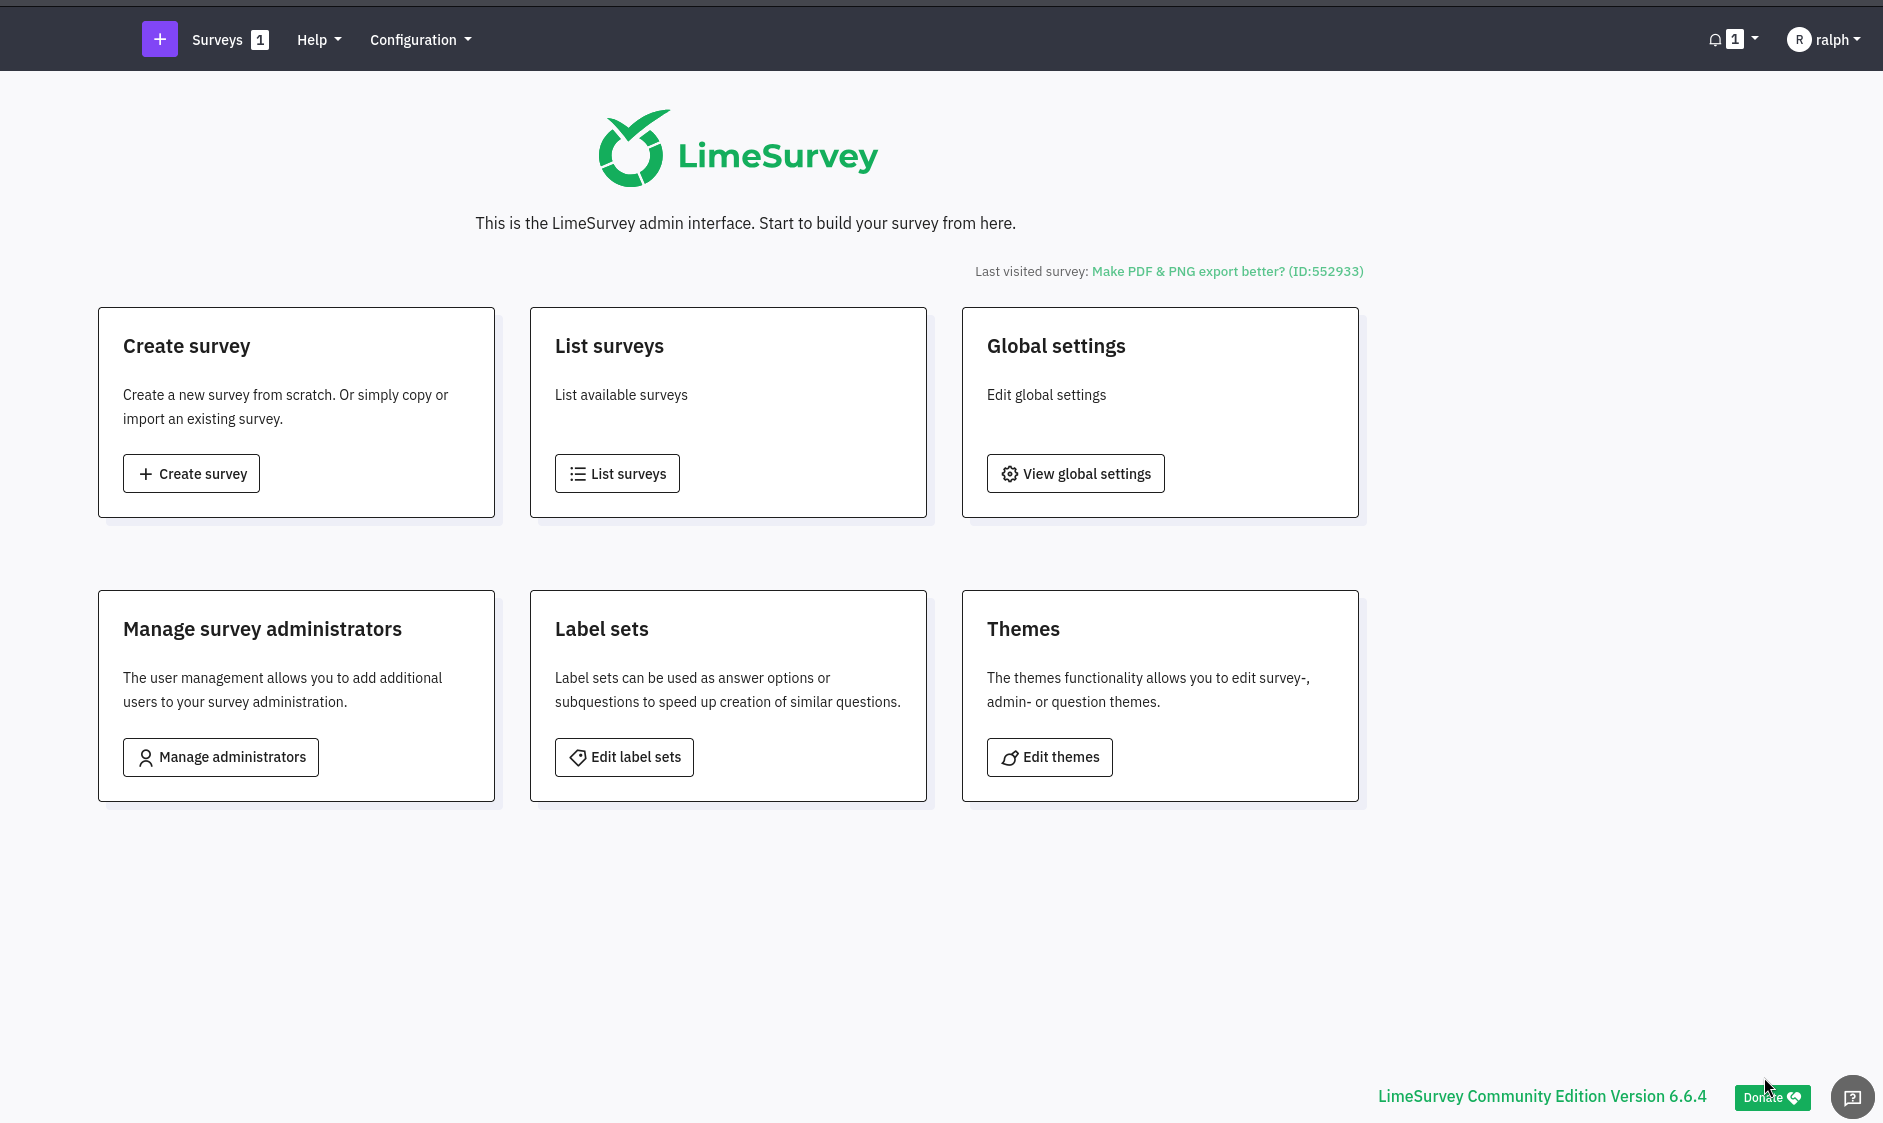 + Surveys 1 Help Configuration 1 R ralph
LimeSurvey
This is the LimeSurvey admin interface. Start to build your survey from here.
Last visited survey: Make PDF & PNG export better? (ID:552933)
Create survey
Create a new survey from scratch. Or simply copy or
import an existing survey.
+ Create survey
List surveys
List available surveys
List surveys
Global settings
Edit global settings
View global settings
Manage survey administrators
The user management allows you to add additional
users to your survey administration.
Manage administrators
Label sets
Label sets can be used as answer options or
subquestions to speed up creation of similar questions.
Edit label sets
Themes
The themes functionality allows you to edit survey-,
admin- or question themes.
Edit themes
LimeSurvey Community Edition Version 6.6.4
Donate
?